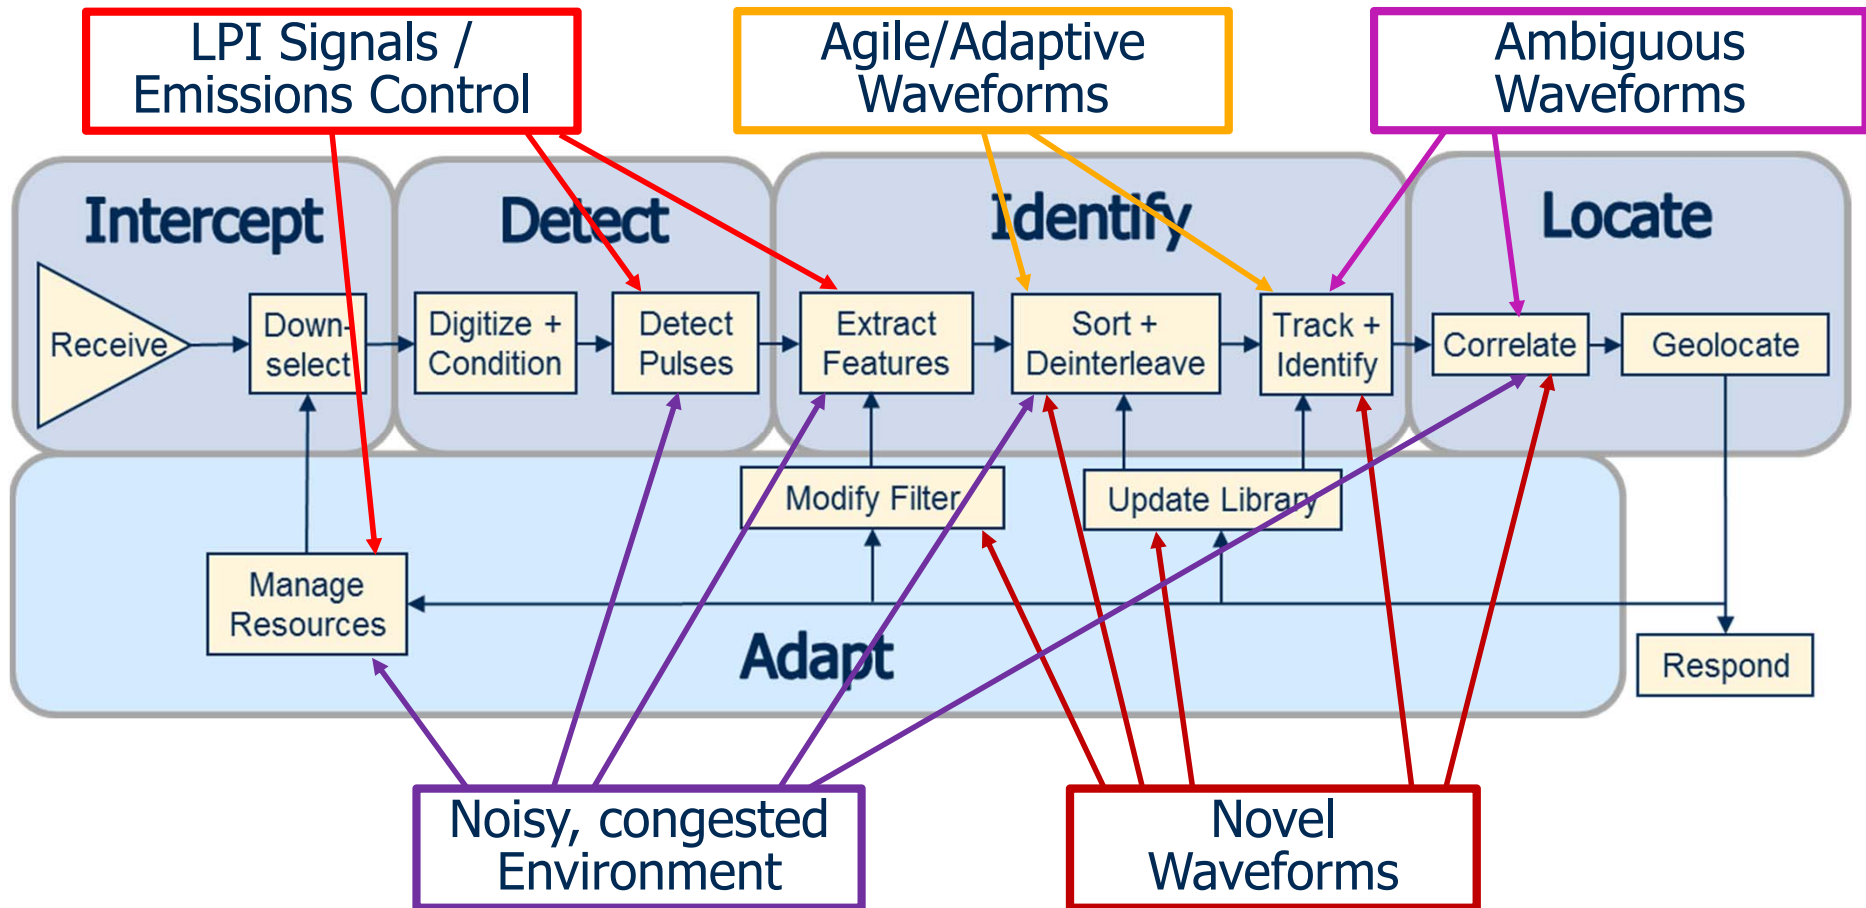 LPI Signals /
Emissions Control
Agile/Adaptive
Waveforms
Ambiguous
Waveforms
Intercept
Detect
Identify
Locate
Receive
Down-
select
Digitize +
Condition
Detect
Pulses
Extract
Features
Sort +
Deinterleave
Track +
Identify
Correlate
Geolocate
Modify Filter
Update Library
Manage
Resources
Adapt
Respond
Noisy, congested
Environment
Novel
Waveforms